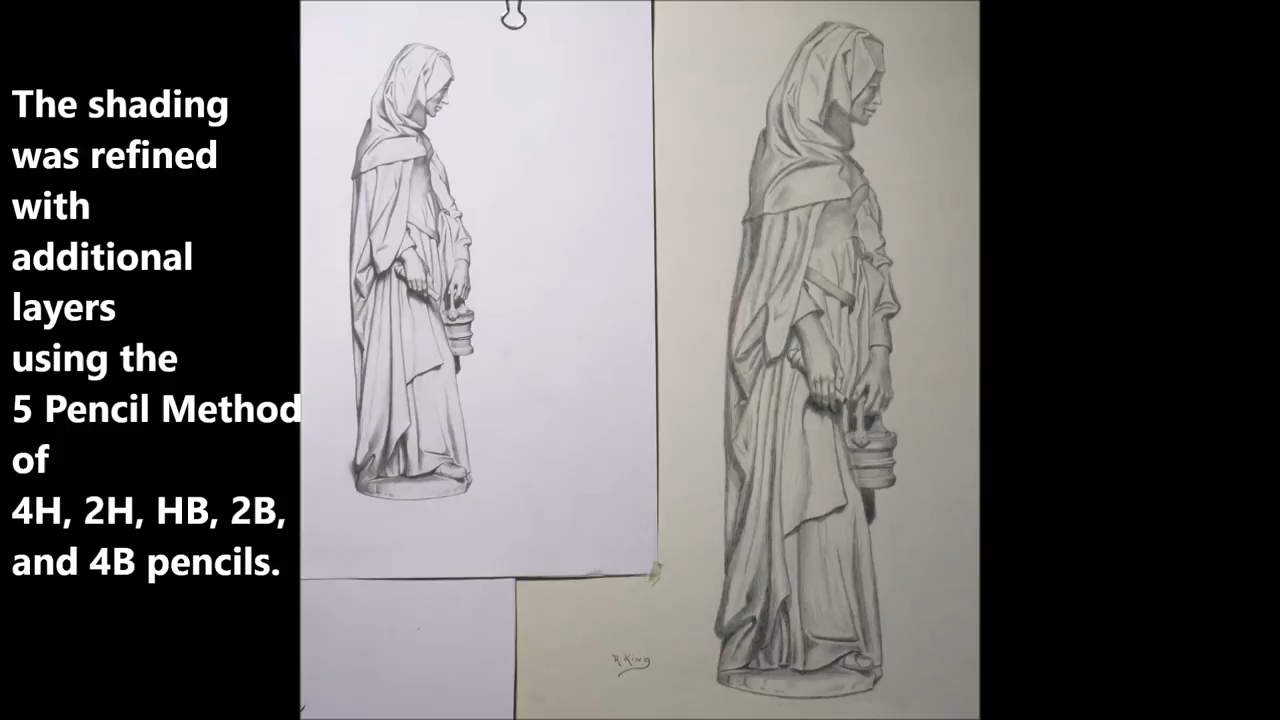 The shading
was refined
with
additional
layers
using the
5 Pencil Method
of
4H, 2H, HB, 2B,
and 4B pencils.
R.King